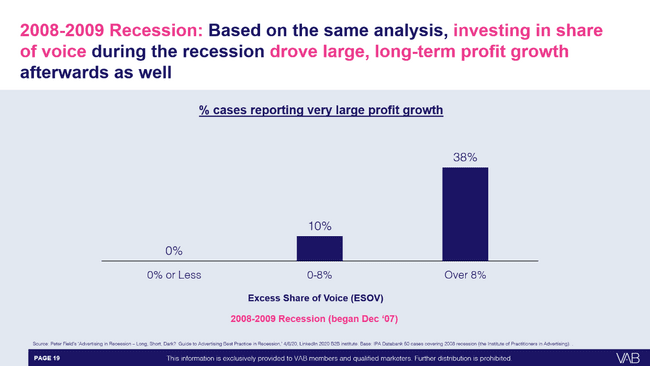 2008-2009 Recession: Based on the same analysis, investing in share
of voice during the recession drove large, long-term profit growth
afterwards as well
% cases reporting very large profit growth
38%
10%
0%
0% or Less
0-8%
Over 8%
Excess Share of Voice (ESOV)
2008-2009 Recession (began Dec ‘07)
Source: Peter Field's 'Advertising in Recession – Long, Short, Dark? Guide to Advertising Best Practice in Recession,' 4/8/20. LinkedIn 2020 B2B Institute. Base: IPA Databank 60 cases covering 2008 recession (the Institute of Practitioners in Advertising).
PAGE 19
This information is exclusively provided to VAB members and qualified marketers. Further distribution is prohibited.
VAB